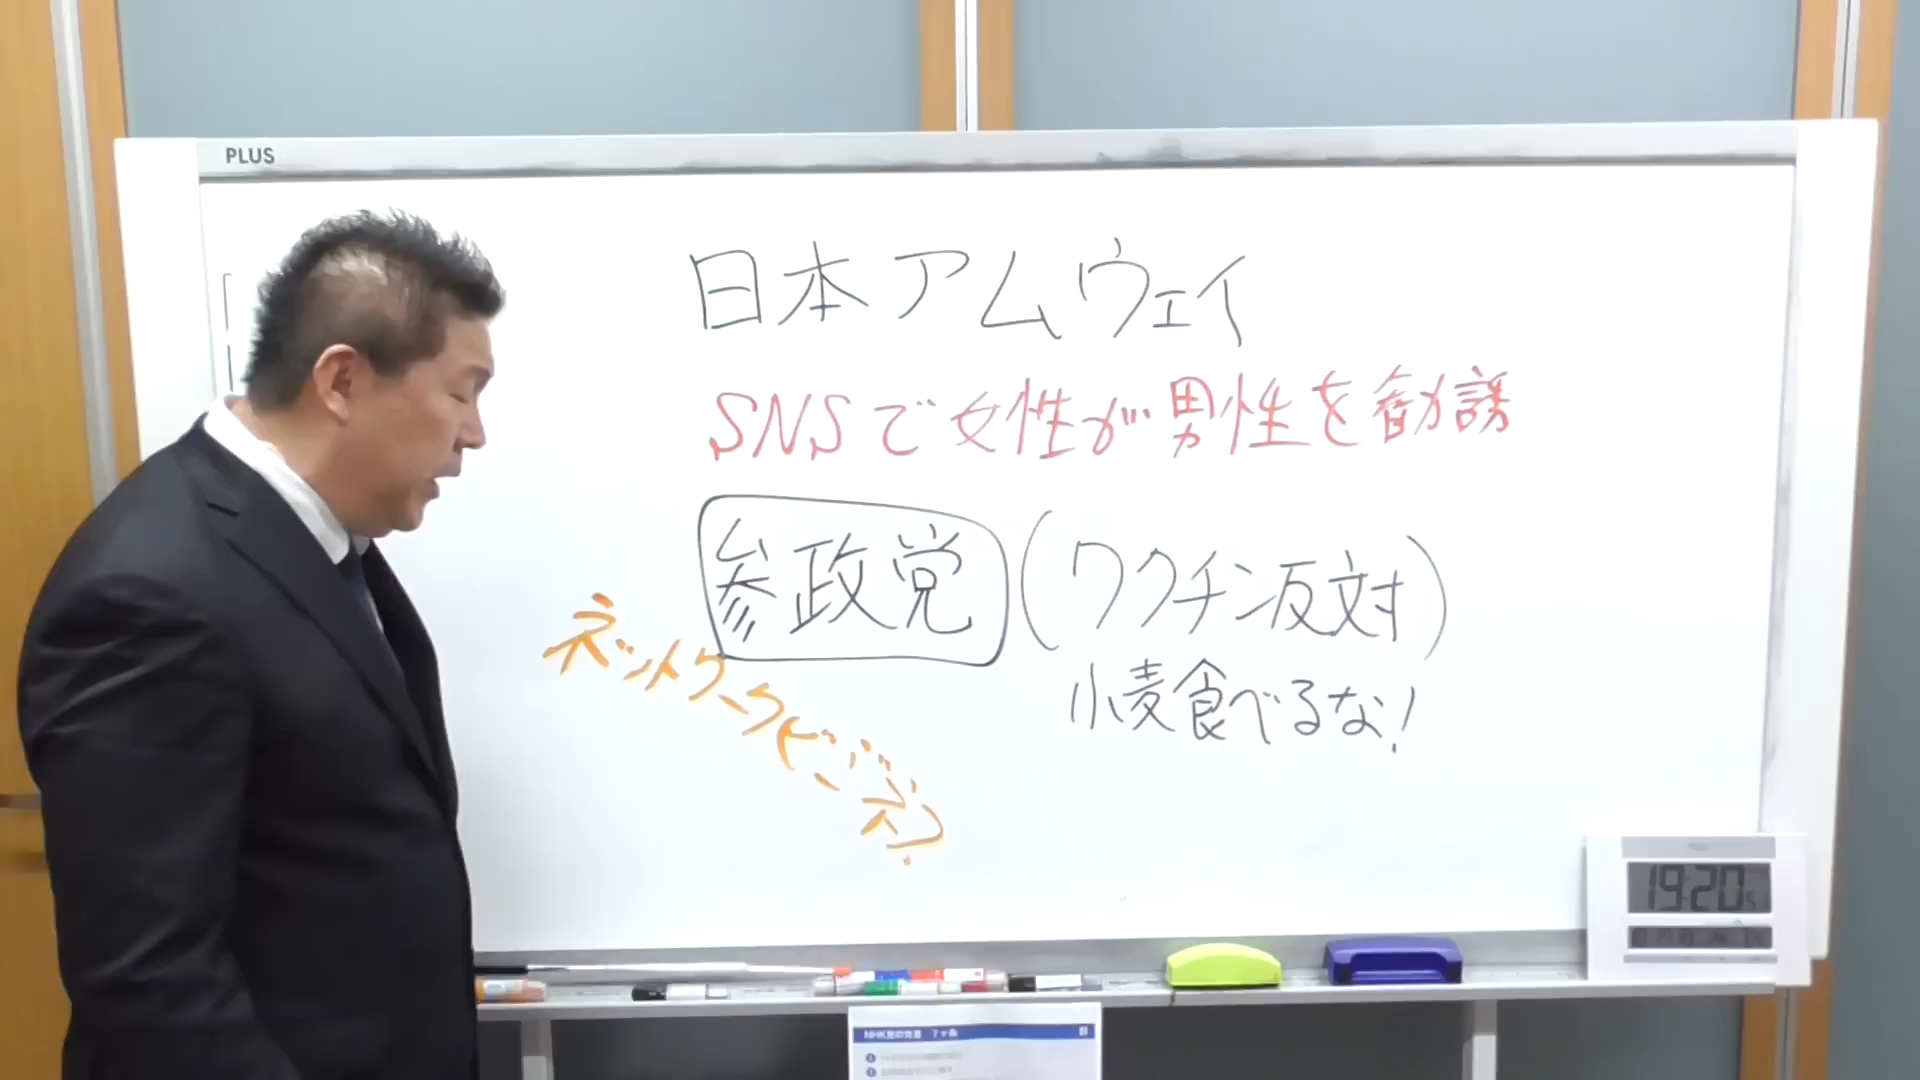 PLUS
日本アムウェイ
SNSで女性が男性を勧誘
参政党(ワクチン反対)
小麦食べるな!
ネットワークビジネス?
19:20